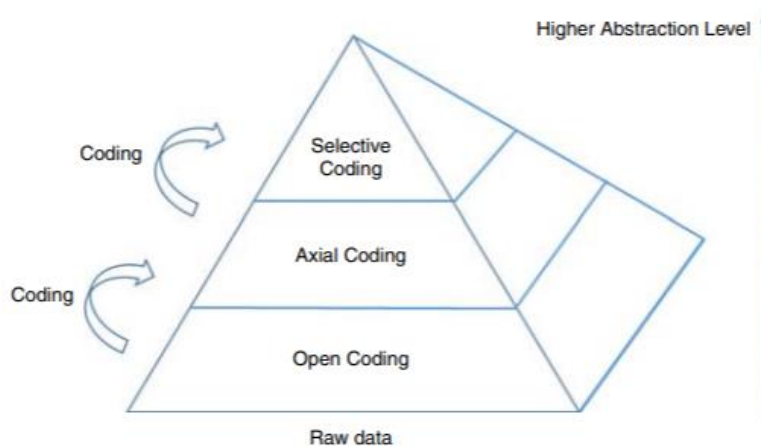 Higher Abstraction Level
Selective
Coding
Coding
Axial Coding
Coding
Open Coding
Raw data